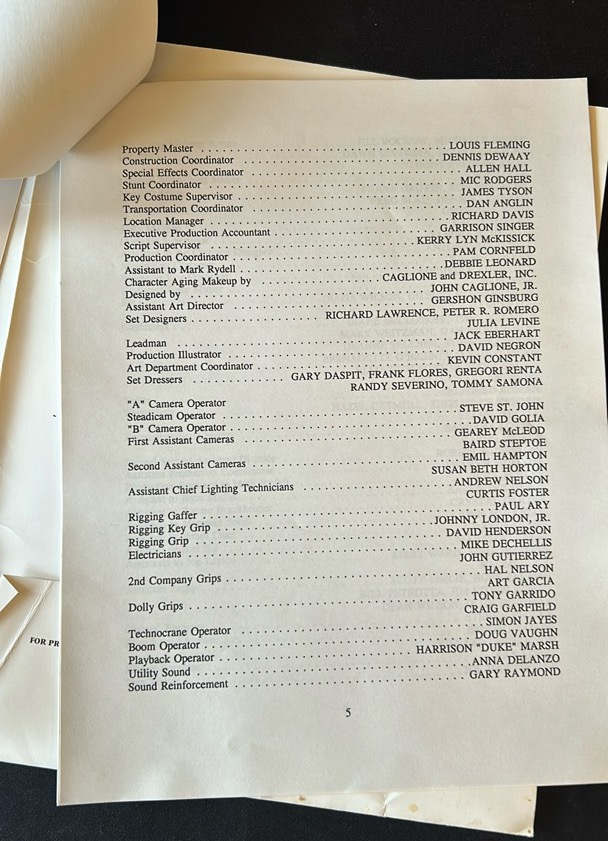 Property Master . . . . . . . . . . LOUIS FLEMING
Construction Coordinator . . . . . . . . . . DENNIS DEWAAY
Special Effects Coordinator . . . . . . . . . . ALLEN HALL
Stunt Coordinator . . . . . . . . . . MIC RODGERS
Key Costume Supervisor . . . . . . . . . . JAMES TYSON
Transportation Coordinator . . . . . . . . . . DAN ANGLIN
Location Manager . . . . . . . . . . RICHARD DAVIS
Executive Production Accountant . . . . . . . . . . GARRISON SINGER
Script Supervisor . . . . . . . . . . KERRY LYN McKISSICK
Production Coordinator . . . . . . . . . . PAM CORNFELD
Assistant to Mark Rydell . . . . . . . . . . DEBBIE LEONARD
Character Aging Makeup by . . . . . . . . . . CAGLIONE and DREXLER, INC.
Designed by . . . . . . . . . . JOHN CAGLIONE, JR.
Assistant Art Director . . . . . . . . . . GERSHON GINSBURG
Set Designers . . . . . . . . . . RICHARD LAWRENCE, PETER R. ROMERO
JULIA LEVINE
Leadman . . . . . . . . . . JACK EBERHART
Production Illustrator . . . . . . . . . . DAVID NEGRON
Art Department Coordinator . . . . . . . . . . KEVIN CONSTANT
Set Dressers . . . . . . . . . . GARY DASPIT, FRANK FLORES, GREGORI RENTA
RANDY SEVERINO, TOMMY SAMONA
"A" Camera Operator
Steadicam Operator . . . . . . . . . . STEVE ST. JOHN
"B" Camera Operator . . . . . . . . . . DAVID GOLIA
First Assistant Cameras . . . . . . . . . . GEAREY McLEOD
BAIRD STEPTOE
Second Assistant Cameras . . . . . . . . . . EMIL HAMPTON
SUSAN BETH HORTON
Assistant Chief Lighting Technicians . . . . . . . . . . ANDREW NELSON
CURTIS FOSTER
Rigging Gaffer . . . . . . . . . . PAUL ARY
Rigging Key Grip . . . . . . . . . . JOHNNY LONDON, JR.
Rigging Grip . . . . . . . . . . DAVID HENDERSON
Electricians . . . . . . . . . . MIKE DECHELLIS
JOHN GUTIERREZ
2nd Company Grips . . . . . . . . . . HAL NELSON
ART GARCIA
Dolly Grips . . . . . . . . . . TONY GARRIDO
CRAIG GARFIELD
Technocrane Operator . . . . . . . . . . SIMON JAYES
Boom Operator . . . . . . . . . . DOUG VAUGHN
Playback Operator . . . . . . . . . . HARRISON "DUKE" MARSH
Utility Sound . . . . . . . . . . ANNA DELANZO
Sound Reinforcement . . . . . . . . . . GARY RAYMOND
5
FOR PR